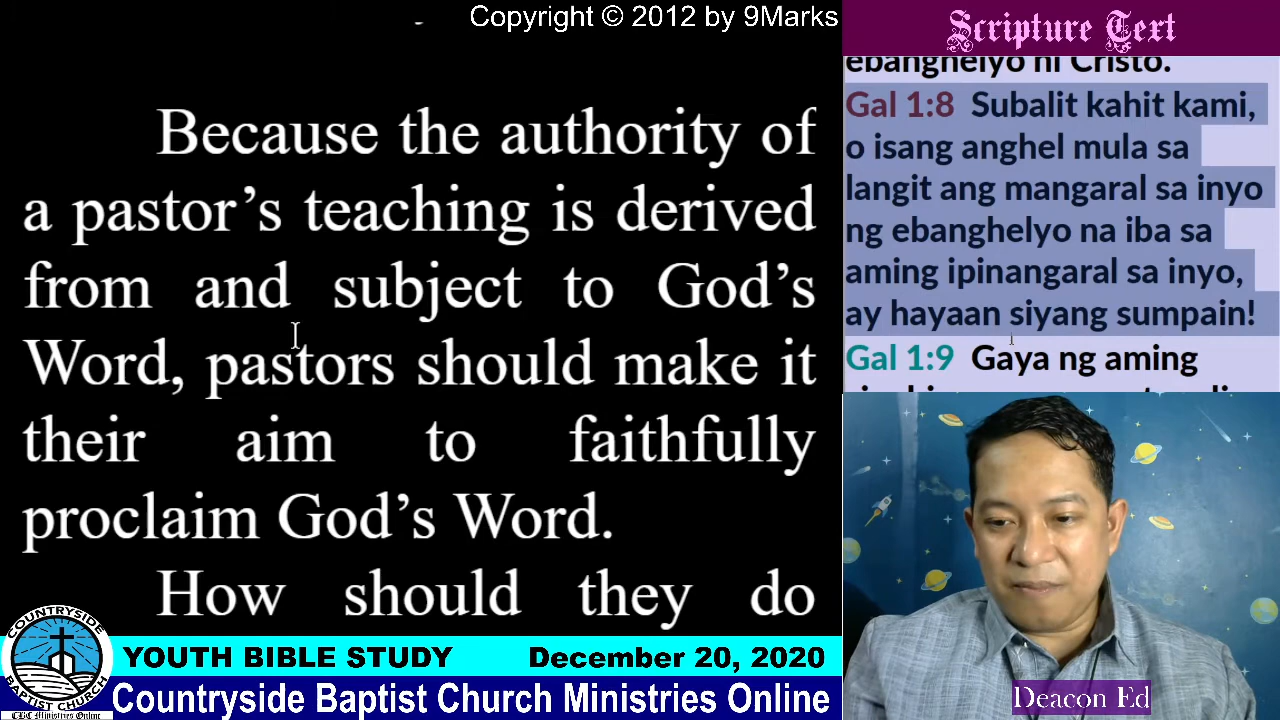 Copyright © 2012 by 9Marks
Because the authority of
a pastor’s teaching is derived
from and subject to God’s
Word, pastors should make it
their aim to faithfully
proclaim God’s Word.
How should they do
Scripture Text
ebanghelyo ni Cristo.
Gal 1:8 Subalit kahit kami,
o isang anghel mula sa
langit ang mangaral sa inyo
ng ebanghelyo na iba sa
aming ipinangaral sa inyo,
ay hayaan siyang sumpain!
Gal 1:9 Gaya ng aming
Deacon Ed
COUNTRYSIDE
BAPTIST CHURCH
CBC Ministries Online
YOUTH BIBLE STUDY December 20, 2020
Countryside Baptist Church Ministries Online